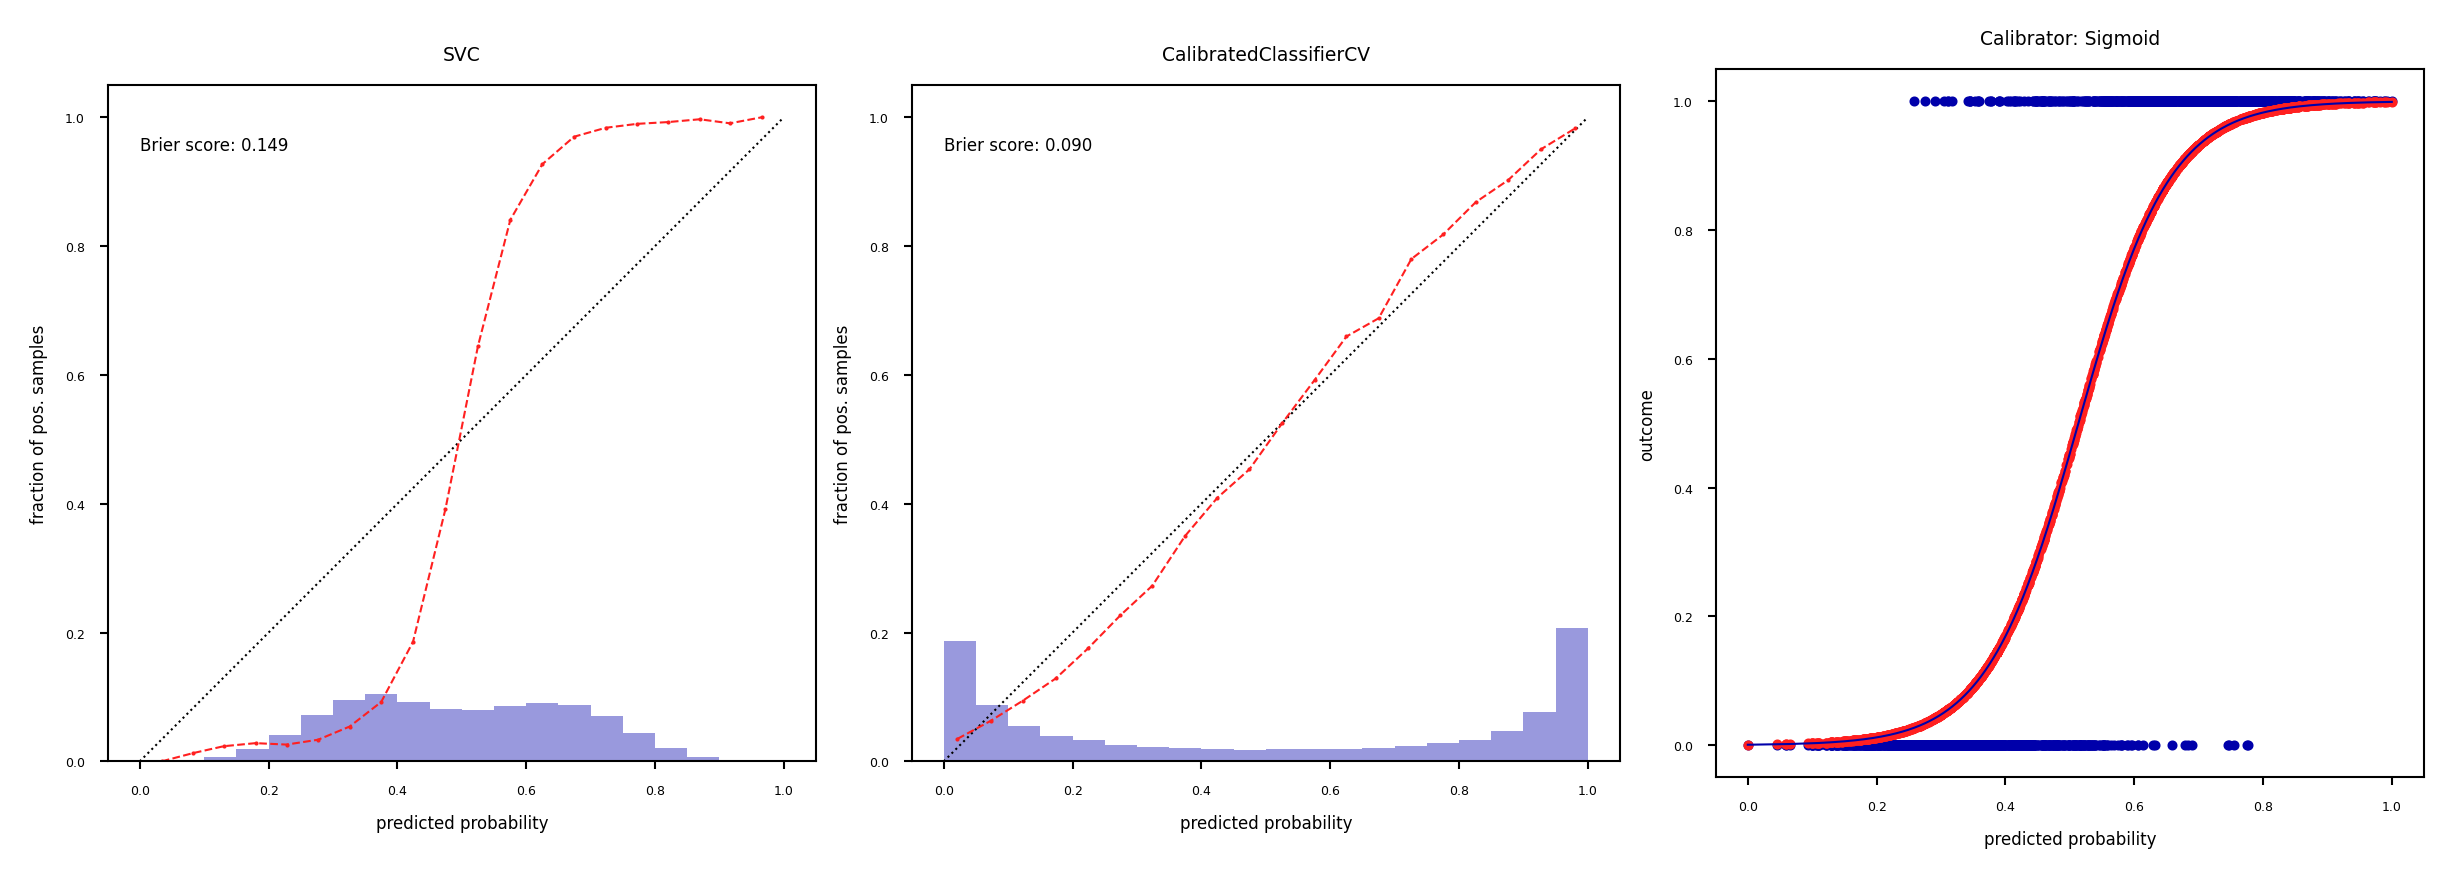 SVC
Brier score: 0.149
1.0
0.8
0.6
0.4
0.2
0.0
fraction of pos. samples
0.0 0.2 0.4 0.6 0.8 1.0
predicted probability
CalibratedClassifierCV
Brier score: 0.090
1.0
0.8
0.6
0.4
0.2
0.0
fraction of pos. samples
0.0 0.2 0.4 0.6 0.8 1.0
predicted probability
Calibrator: Sigmoid
1.0
0.8
0.6
0.4
0.2
0.0
outcome
0.0 0.2 0.4 0.6 0.8 1.0
predicted probability